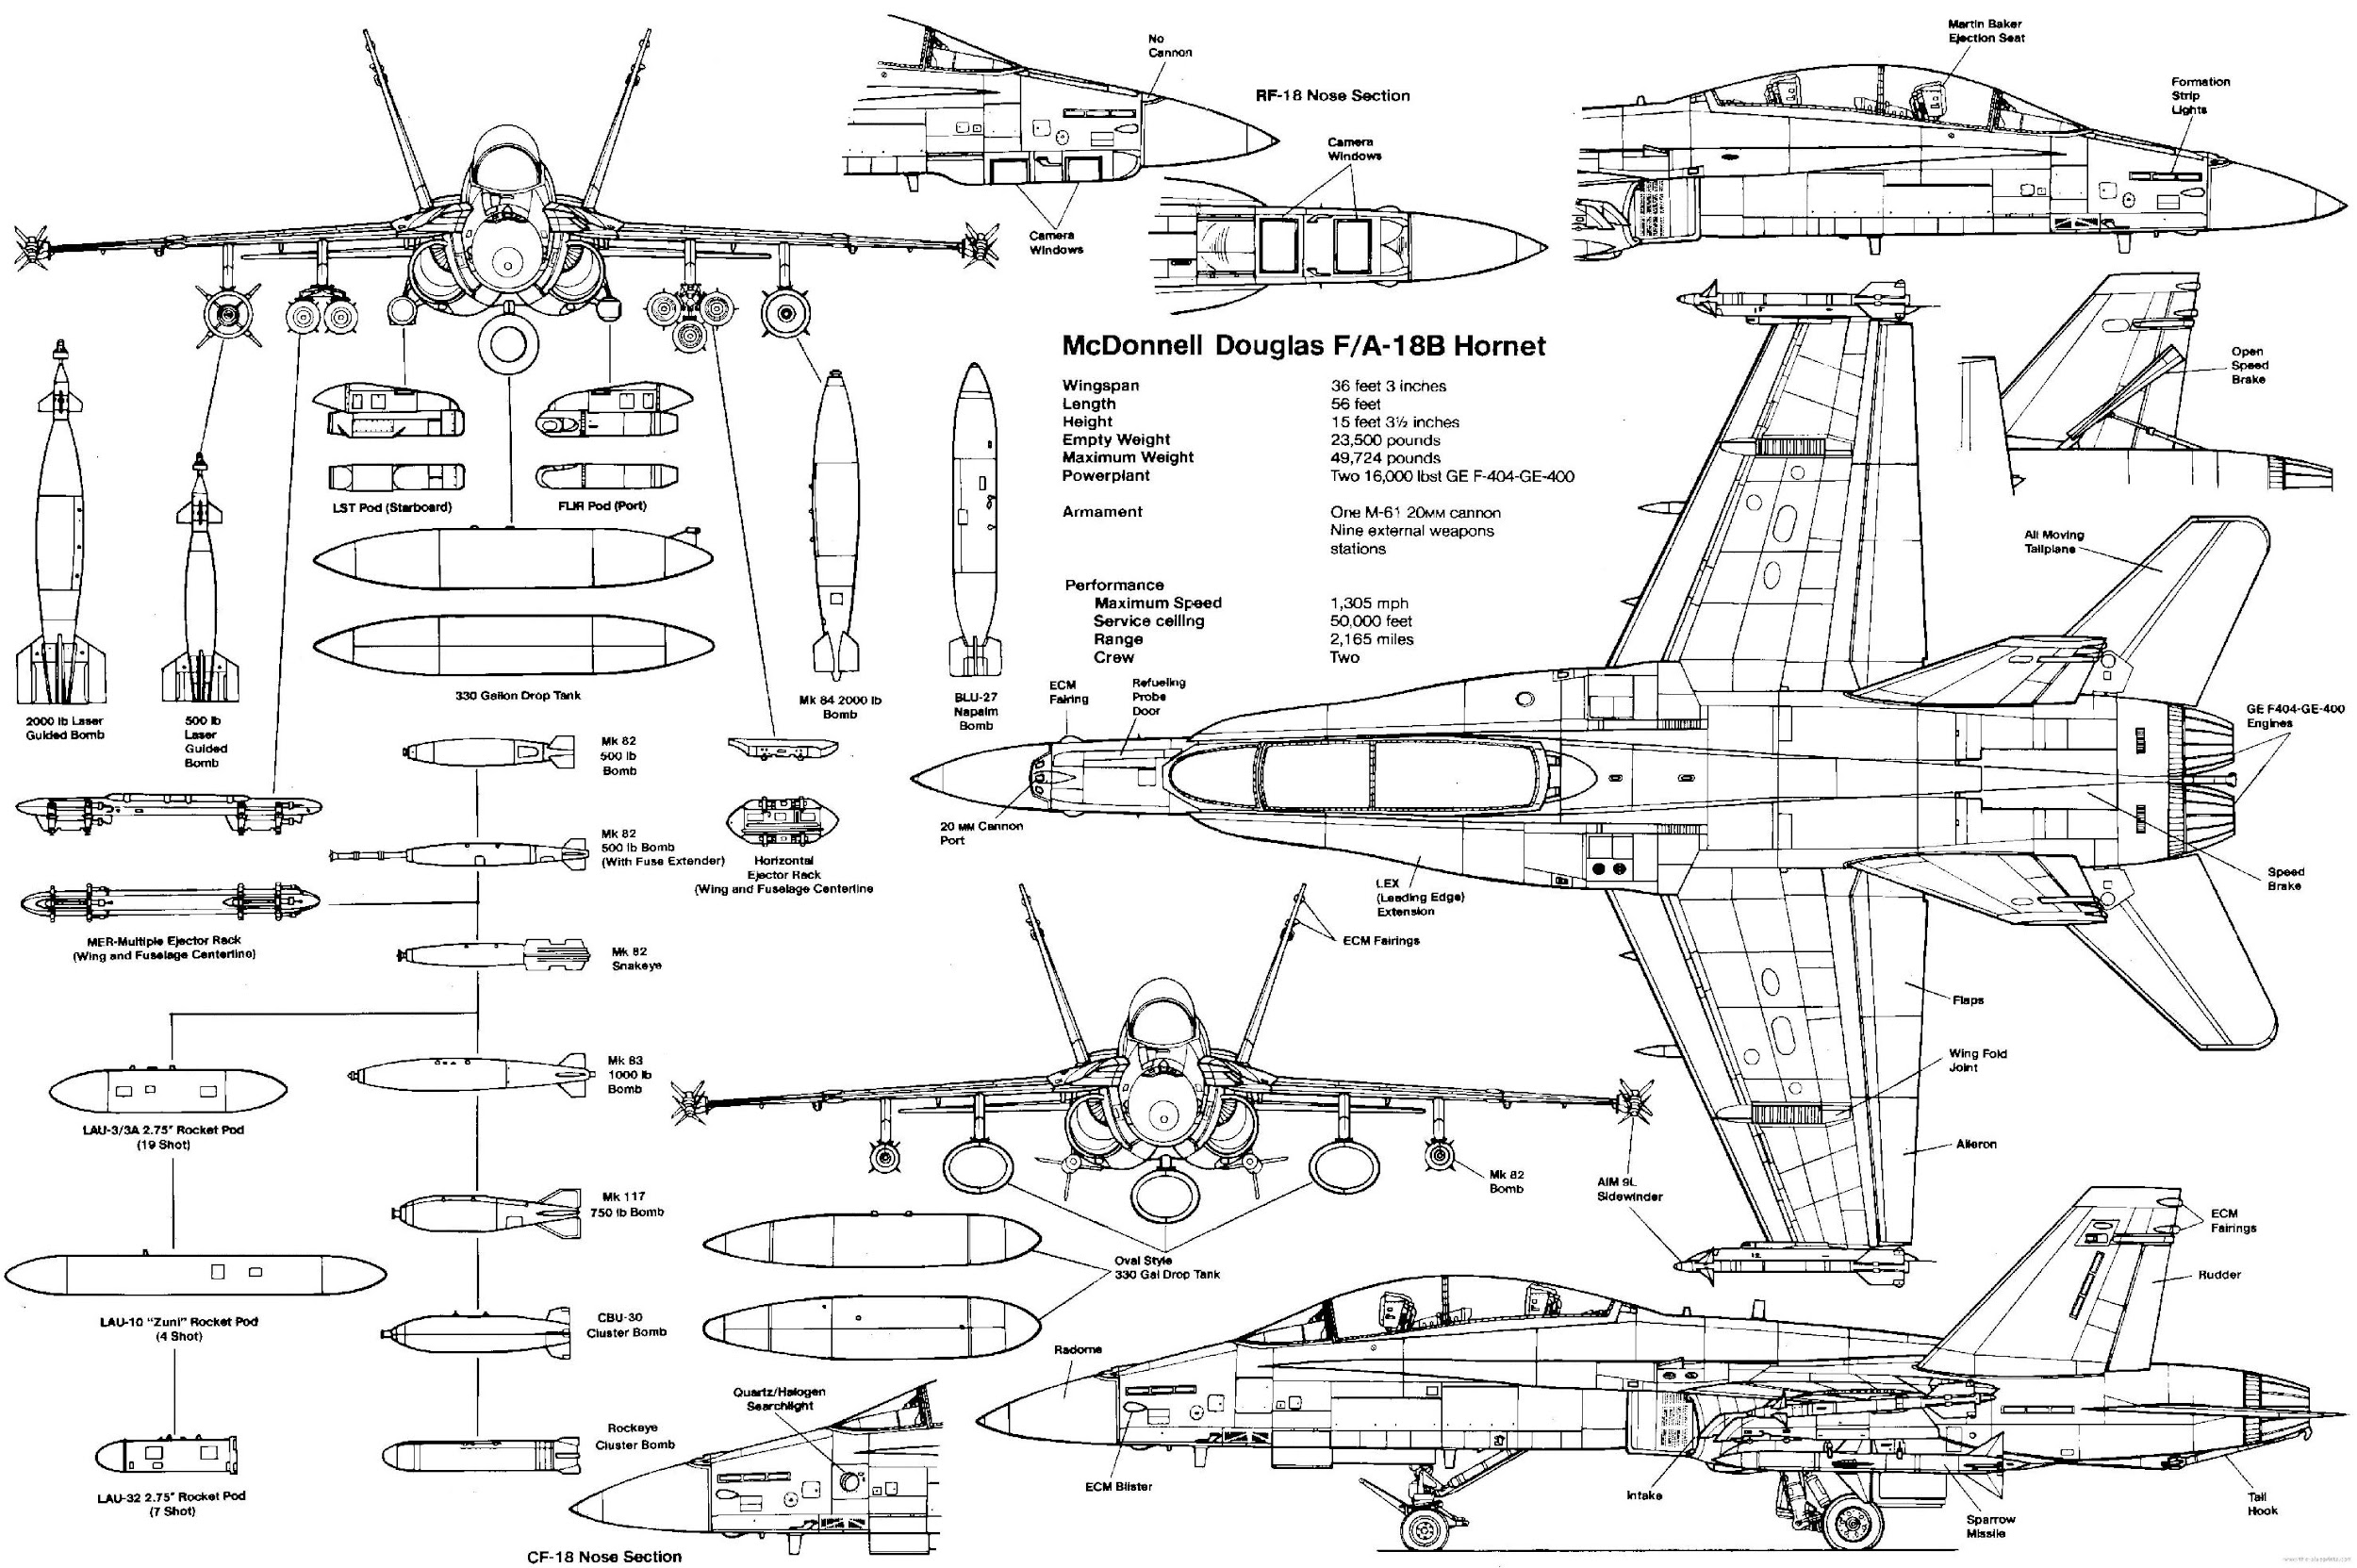 Martin Baker
Ejection Seat
No
Cannon
RF-18 Nose Section
Formation
Strip
Lights
Camera
Windows
Camera
Windows
McDonnell Douglas F/A-18B Hornet
Wingspan 36 feet 3 inches
Length 56 feet
Height 15 feet 3½ inches
Empty Weight 23,500 pounds
Maximum Weight 49,724 pounds
Powerplant Two 16,000 lbst GE F-404-GE-400
Armament One M-61 20MM cannon
Nine external weapons
stations
Performance
Maximum Speed 1,305 mph
Service ceiling 50,000 feet
Range 2,165 miles
Crew Two
Open
Speed
Brake
All Moving
Tailplane
LST Pod (Starboard)
FLIR Pod (Port)
330 Gallon Drop Tank
2000 lb Laser
Guided Bomb
500 lb
Laser
Guided
Bomb
Mk 84 2000 lb
Bomb
BLU-27
Napalm
Bomb
ECM
Fairing
Refueling
Probe
Door
GE F404-GE-400
Engines
Mk 82
500 lb
Bomb
20 MM Cannon
Port
Mk 82
500 lb Bomb
(With Fuse Extender)
Horizontal
Ejector Rack
(Wing and Fuselage Centerline
LEX
(Leading Edge)
Extension
Speed
Brake
MER-Multiple Ejector Rack
(Wing and Fuselage Centerline)
ECM Fairings
Mk 82
Snakeye
Flaps
Wing Fold
Joint
Mk 83
1000 lb
Bomb
LAU-3/3A 2.75" Rocket Pod
(19 Shot)
Aileron
Mk 82
Bomb
AIM 9L
Sidewinder
Mk 117
750 lb Bomb
ECM
Fairings
Oval Style
330 Gal Drop Tank
Rudder
LAU-10 "Zuni" Rocket Pod
(4 Shot)
CBU-30
Cluster Bomb
Radome
Quartz/Halogen
Searchlight
Rockeye
Cluster Bomb
ECM Blister
Intake
Sparrow
Missile
Tail
Hook
LAU-32 2.75" Rocket Pod
(7 Shot)
CF-18 Nose Section